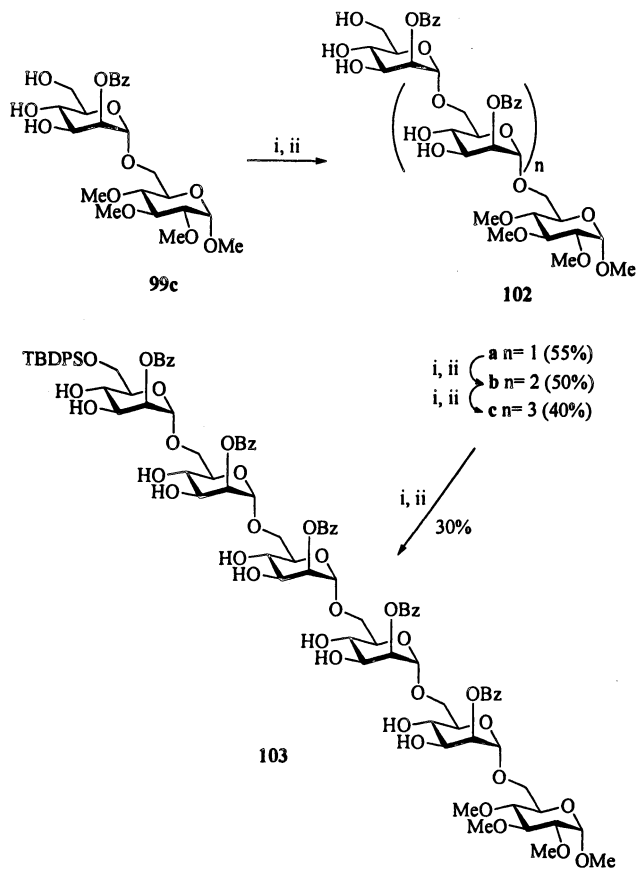 HO
OBz
HO
HO
O
O
MeO
MeO
O
MeO
OMe
99c
i, ii
HO
OBz
HO
HO
O
O
OBz
HO
HO
O
n
O
MeO
MeO
O
MeO
OMe
102
a n= 1 (55%)
i, ii
b n= 2 (50%)
i, ii
c n= 3 (40%)
i, ii
30%
TBDPSO
OBz
HO
HO
O
O
OBz
HO
HO
O
O
OBz
HO
HO
O
O
OBz
HO
HO
O
O
OBz
HO
HO
O
O
MeO
MeO
O
MeO
OMe
103